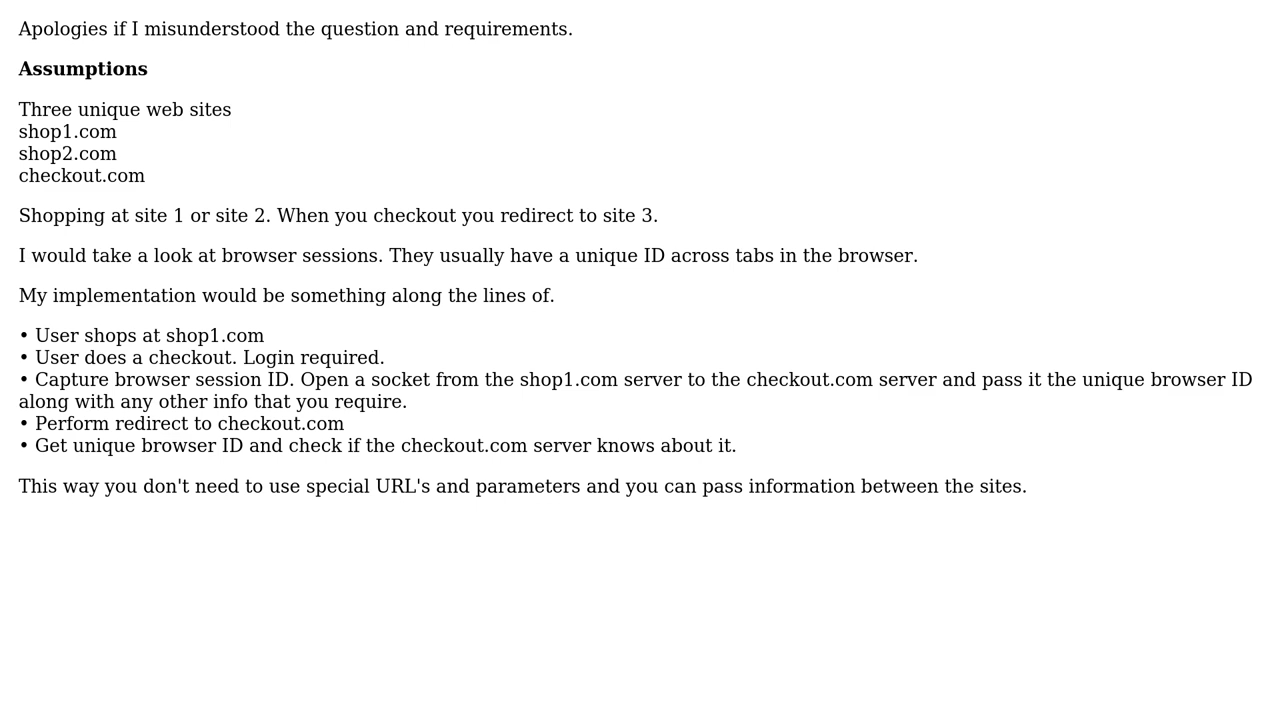 Apologies if I misunderstood the question and requirements.
Assumptions
Three unique web sites
shop1.com
shop2.com
checkout.com
Shopping at site 1 or site 2. When you checkout you redirect to site 3.
I would take a look at browser sessions. They usually have a unique ID across tabs in the browser.
My implementation would be something along the lines of.
• User shops at shop1.com
• User does a checkout. Login required.
• Capture browser session ID. Open a socket from the shop1.com server to the checkout.com server and pass it the unique browser ID
along with any other info that you require.
• Perform redirect to checkout.com
• Get unique browser ID and check if the checkout.com server knows about it.
This way you don't need to use special URL's and parameters and you can pass information between the sites.